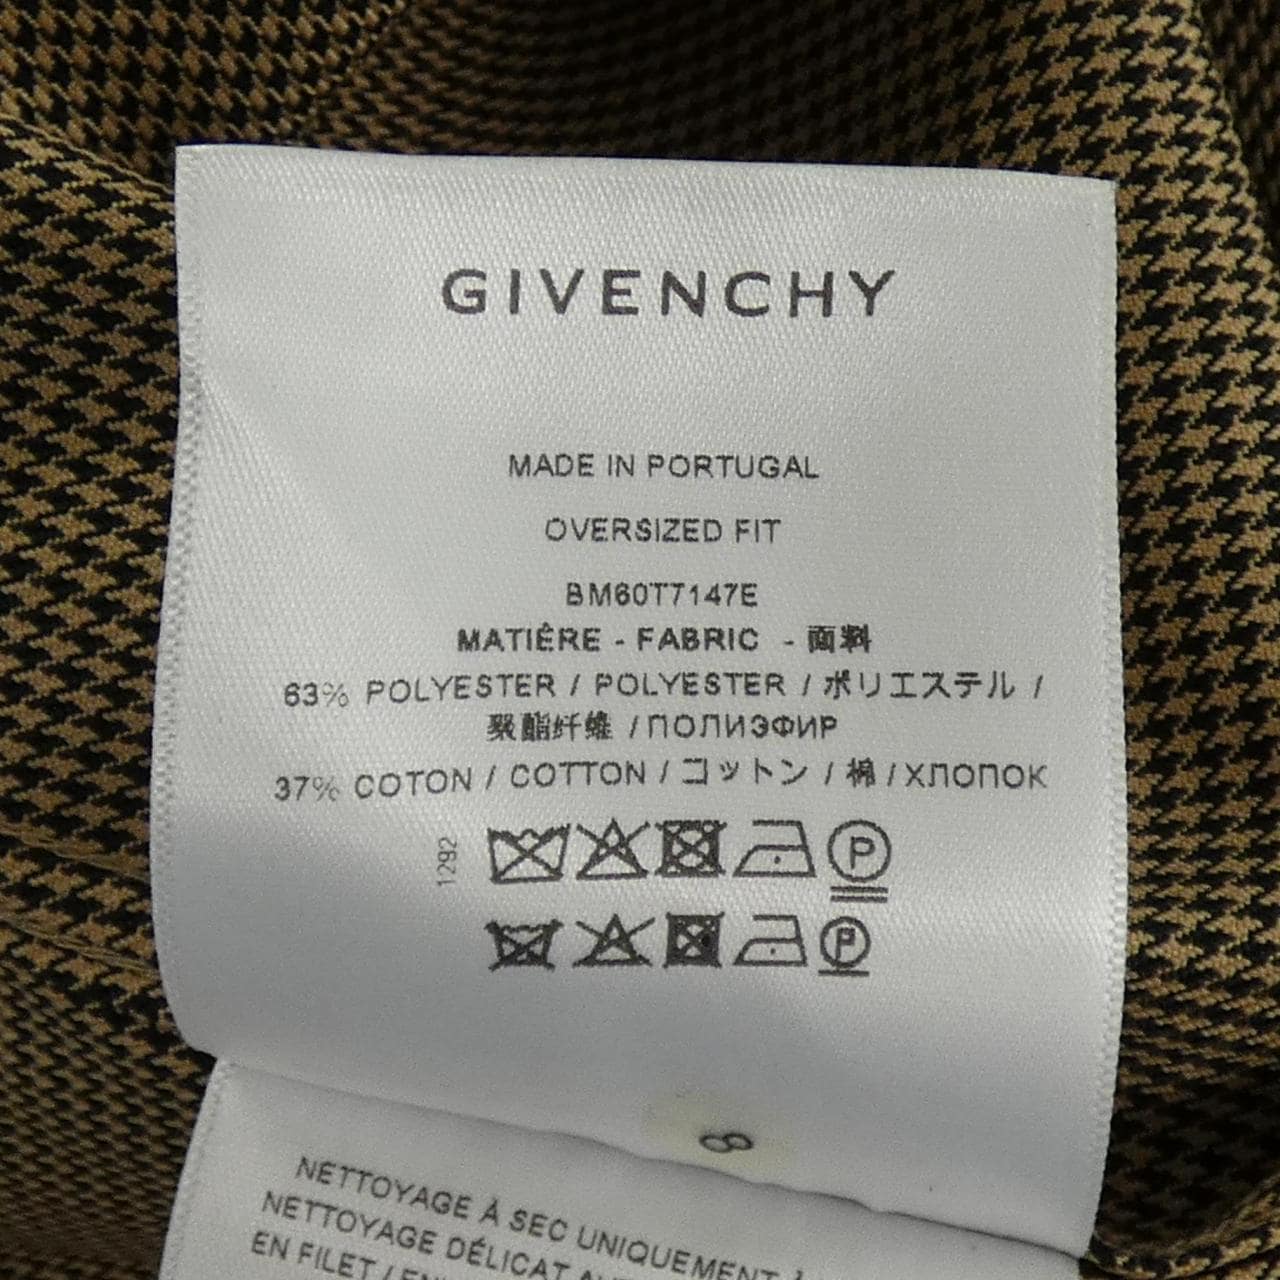 GIVENCHY
MADE IN PORTUGAL
OVERSIZED FIT
BM60T7147E
MATIÈRE - FABRIC - 面料
63% POLYESTER / POLYESTER / ポリエステル /
聚酯纤维 / ПОЛИЭФИР
37% COTON / COTTON / コットン / 棉 / ХЛОПОК
1292
P
P
8
NETTOYAGE À SEC UNIQUEMENT
NETTOYAGE DÉLICAT
EN FILET /